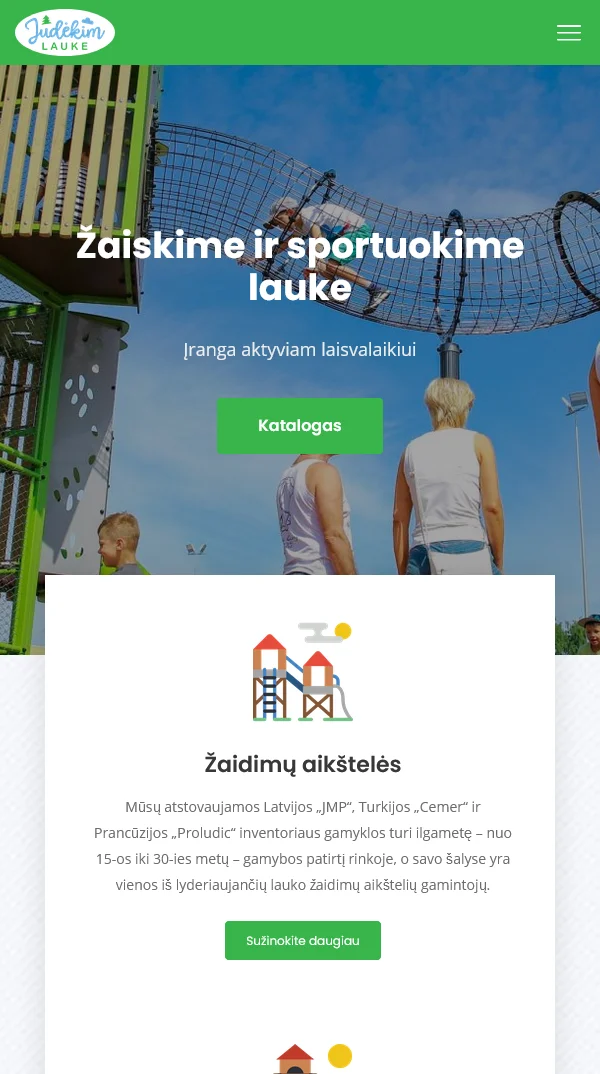 Judėkim
LAUKE
Žaiskime ir sportuokime
lauke
Įranga aktyviam laisvalaikiui
Katalogas
Žaidimų aikštelės
Mūsų atstovaujamos Latvijos „JMP“, Turkijos „Cemer“ ir
Prancūzijos „Proludic“ inventoriaus gamyklos turi ilgametę – nuo
15-os iki 30-ies metų – gamybos patirtį rinkoje, o savo šalyse yra
vienos iš lyderiaujančių lauko žaidimų aikštelių gamintojų.
Sužinokite daugiau